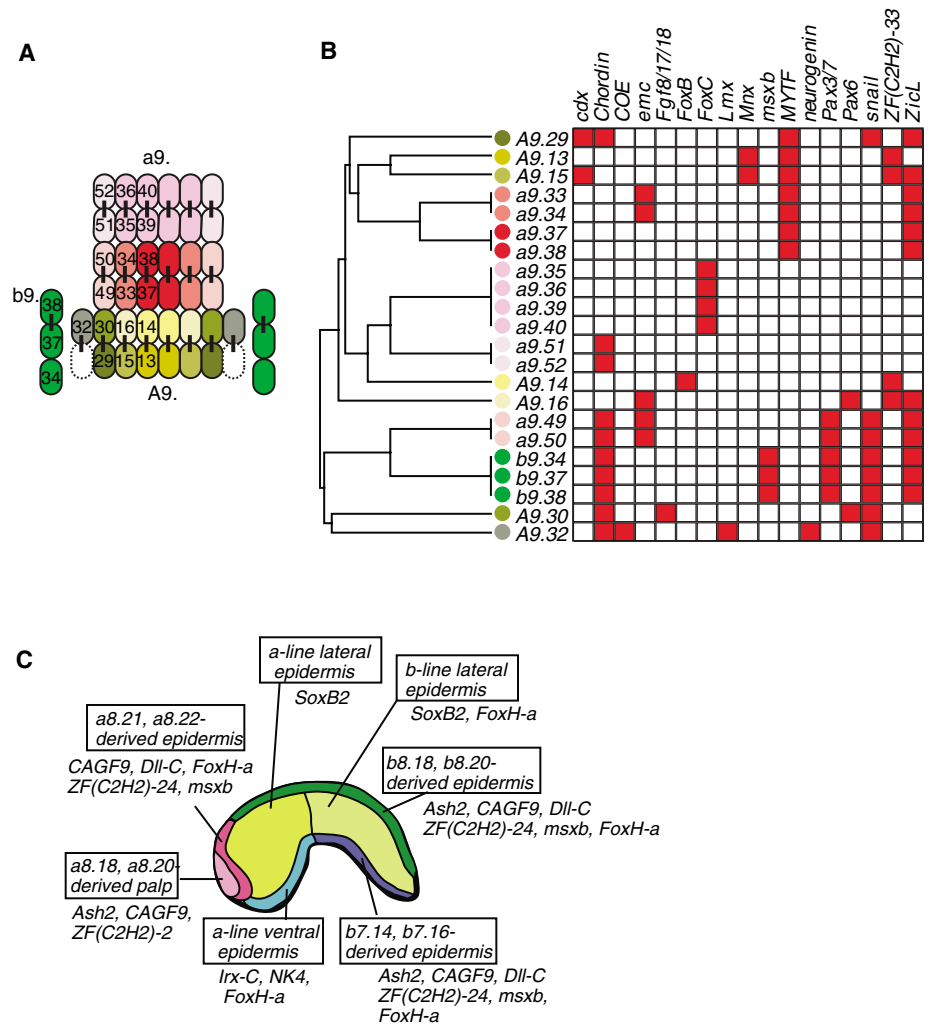 A
a9.
52 36 40
51 35 39
50 34 38
49 33 37
b9.
38
37
34
32 30 16 14
29 15 13
A9.
B
cdx
Chordin
COE
emc
Fgf8/17/18
FoxB
FoxC
Lmx
Mnx
msxb
MYTF
neurogenin
Pax3/7
Pax6
snail
ZF(C2H2)-33
ZicL
A9.29
A9.13
A9.15
a9.33
a9.34
a9.37
a9.38
a9.35
a9.36
a9.39
a9.40
a9.51
a9.52
A9.14
A9.16
a9.49
a9.50
b9.34
b9.37
b9.38
A9.30
A9.32
C
a-line lateral
epidermis
SoxB2
b-line lateral
epidermis
SoxB2, FoxH-a
a8.21, a8.22-
derived epidermis
CAGF9, Dll-C, FoxH-a
ZF(C2H2)-24, msxb
b8.18, b8.20-
derived epidermis
Ash2, CAGF9, Dll-C
ZF(C2H2)-24, msxb, FoxH-a
a8.18, a8.20-
derived palp
Ash2, CAGF9,
ZF(C2H2)-2
a-line ventral
epidermis
Irx-C, NK4,
FoxH-a
b7.14, b7.16-
derived epidermis
Ash2, CAGF9, Dll-C
ZF(C2H2)-24, msxb,
FoxH-a